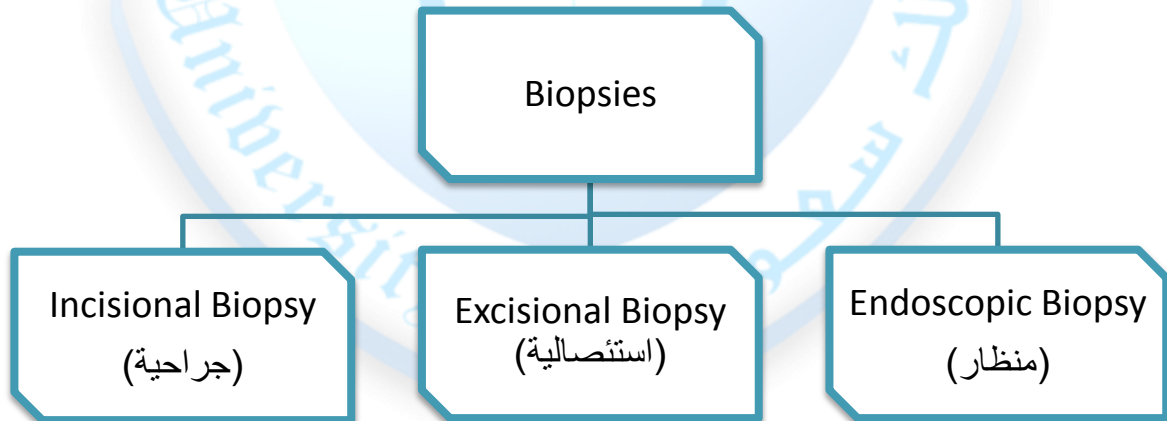 Biopsies
Incisional Biopsy
(جراحية)
Excisional Biopsy
(استئصالية)
Endoscopic Biopsy
(منظار)